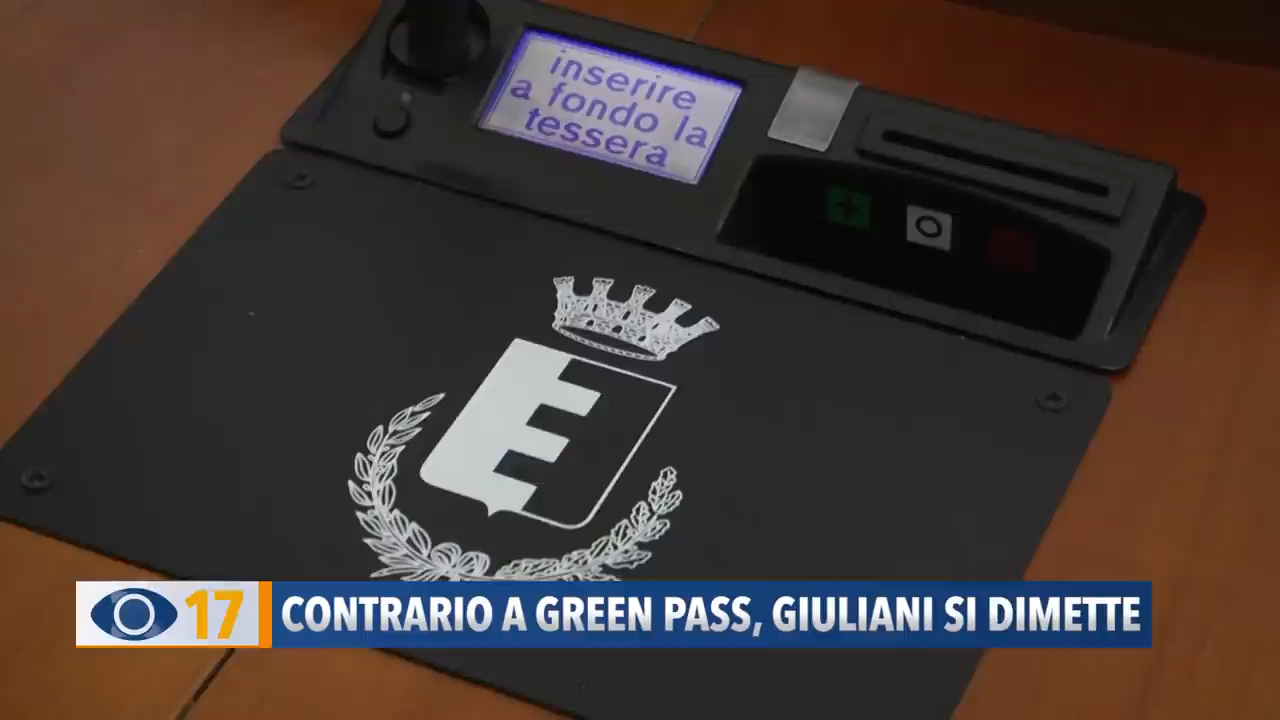 inserire
a fondo la
tessera
17
CONTRARIO A GREEN PASS, GIULIANI SI DIMETTE